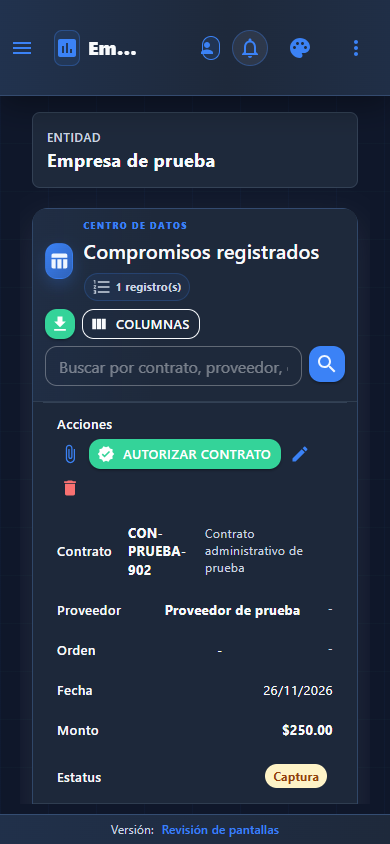 Em...
ENTIDAD
Empresa de prueba
CENTRO DE DATOS
Compromisos registrados
1 registro(s)
COLUMNAS
Buscar por contrato, proveedor,
Acciones
AUTORIZAR CONTRATO
Contrato
CON-
PRUEBA-
902
Contrato
administrativo de
prueba
Proveedor Proveedor de prueba -
Orden - -
Fecha 26/11/2026
Monto $250.00
Estatus Captura
Versión: Revisión de pantallas